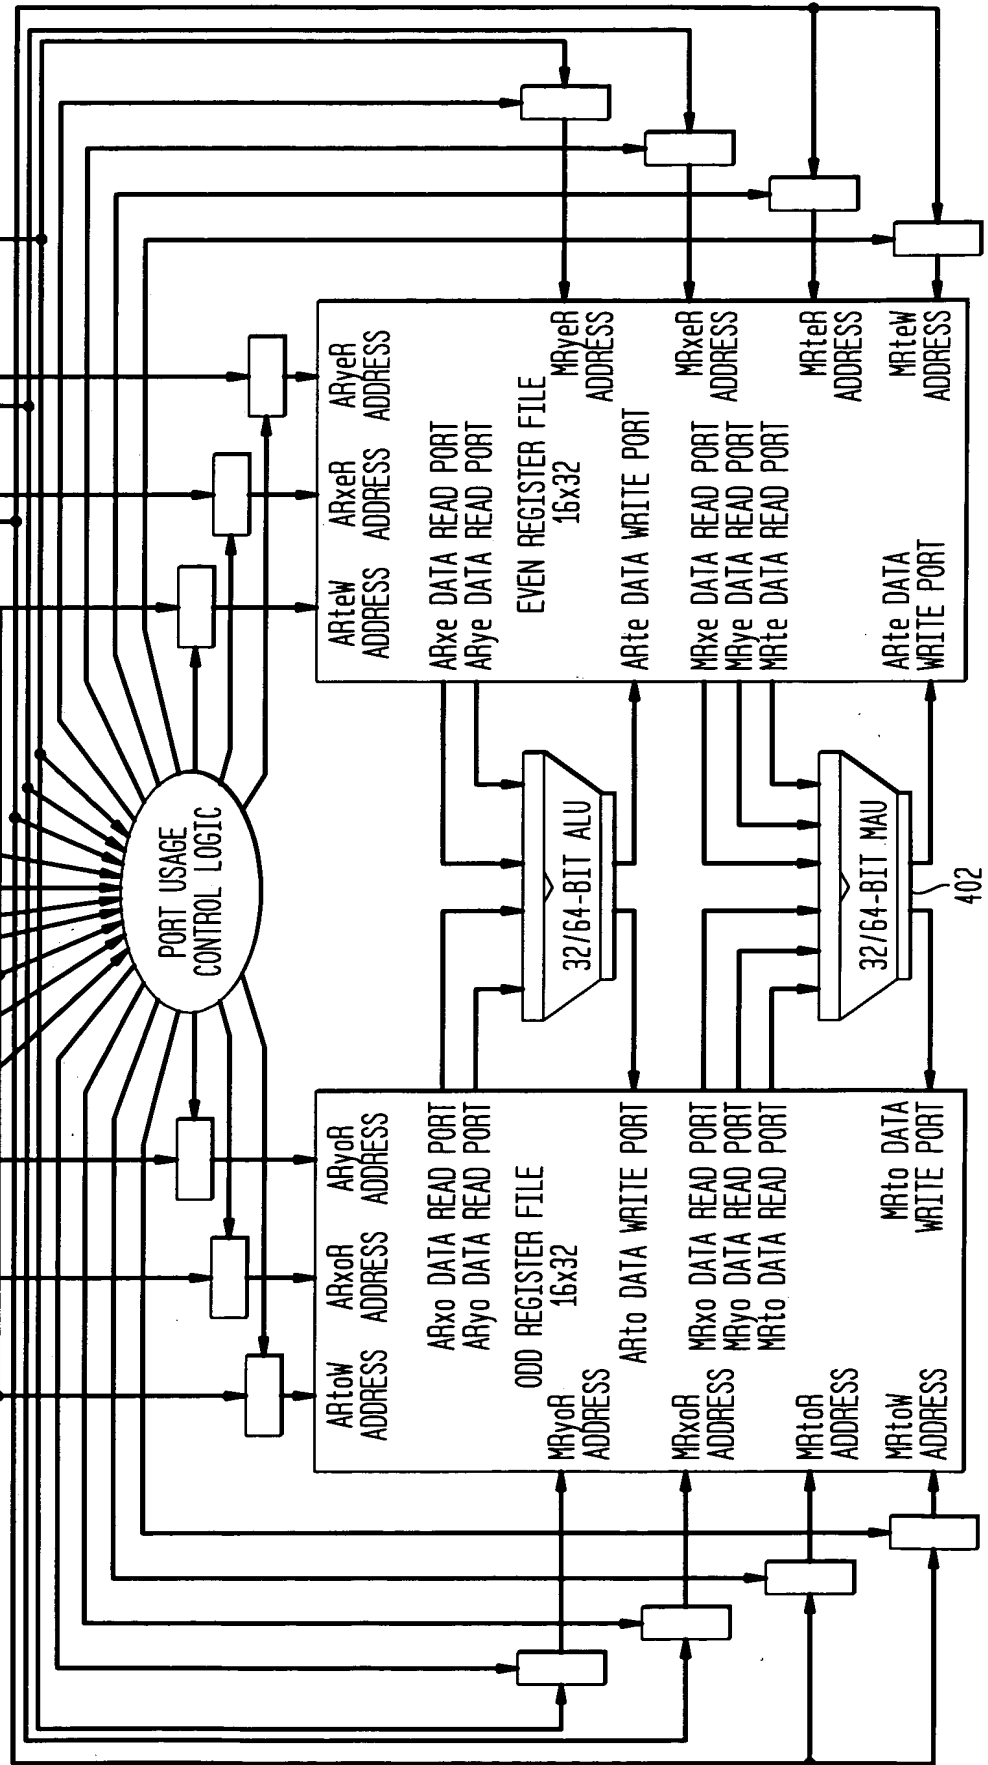 PORT USAGE
CONTROL LOGIC
ARtoW
ADDRESS
ARxoR
ADDRESS
ARyoR
ADDRESS
ARxo DATA READ PORT
ARyo DATA READ PORT
ODD REGISTER FILE
16x32
MRyoR
ADDRESS
ARto DATA WRITE PORT
MRxoR
ADDRESS
MRxo DATA READ PORT
MRyo DATA READ PORT
MRto DATA READ PORT
MRtoR
ADDRESS
MRtoW
ADDRESS
MRto DATA
WRITE PORT
32/64-BIT ALU
32/64-BIT MAU
402
ARteW
ADDRESS
ARxeR
ADDRESS
ARyeR
ADDRESS
ARxe DATA READ PORT
ARye DATA READ PORT
EVEN REGISTER FILE
16x32
MRyeR
ADDRESS
ARte DATA WRITE PORT
MRxeR
ADDRESS
MRxe DATA READ PORT
MRye DATA READ PORT
MRte DATA READ PORT
MRteR
ADDRESS
ARte DATA
WRITE PORT
MRteW
ADDRESS